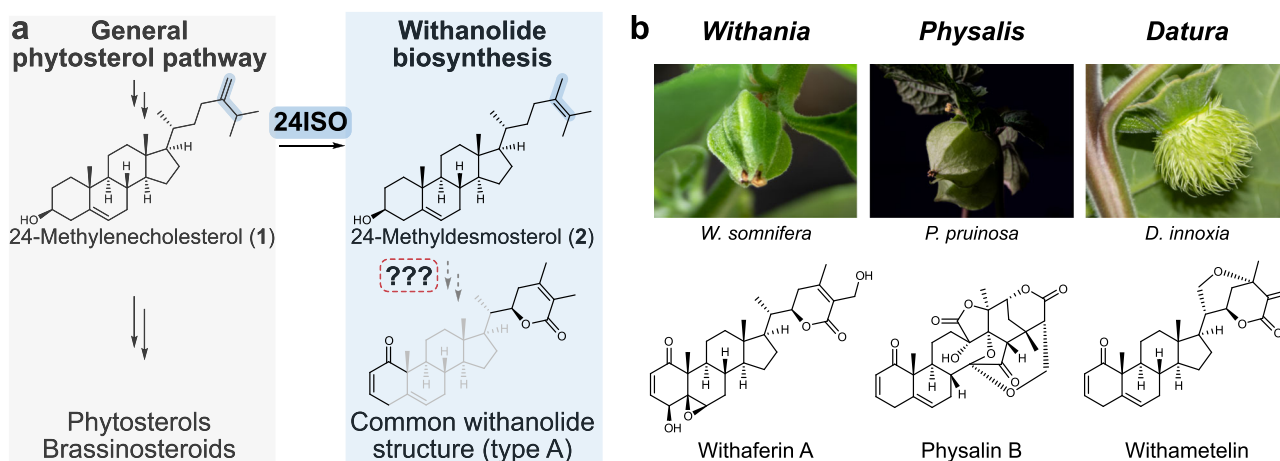 a
General
phytosterol pathway
HO
H
H
H
H
24-Methylenecholesterol (1)
Phytosterols
Brassinosteroids
24ISO
Withanolide
biosynthesis
HO
H
H
H
H
24-Methyldesmosterol (2)
???
O
O
O
H
H
H
H
Common withanolide
structure (type A)
b
Withania
Physalis
Datura
W. somnifera
P. pruinosa
D. innoxia
O
OH
O
O
H
H
H
H
O
OH
Withaferin A
O
O
O
O
O
HO
O
H
H
H
O
O
O
Physalin B
O
O
O
O
H
H
H
H
Withametelin